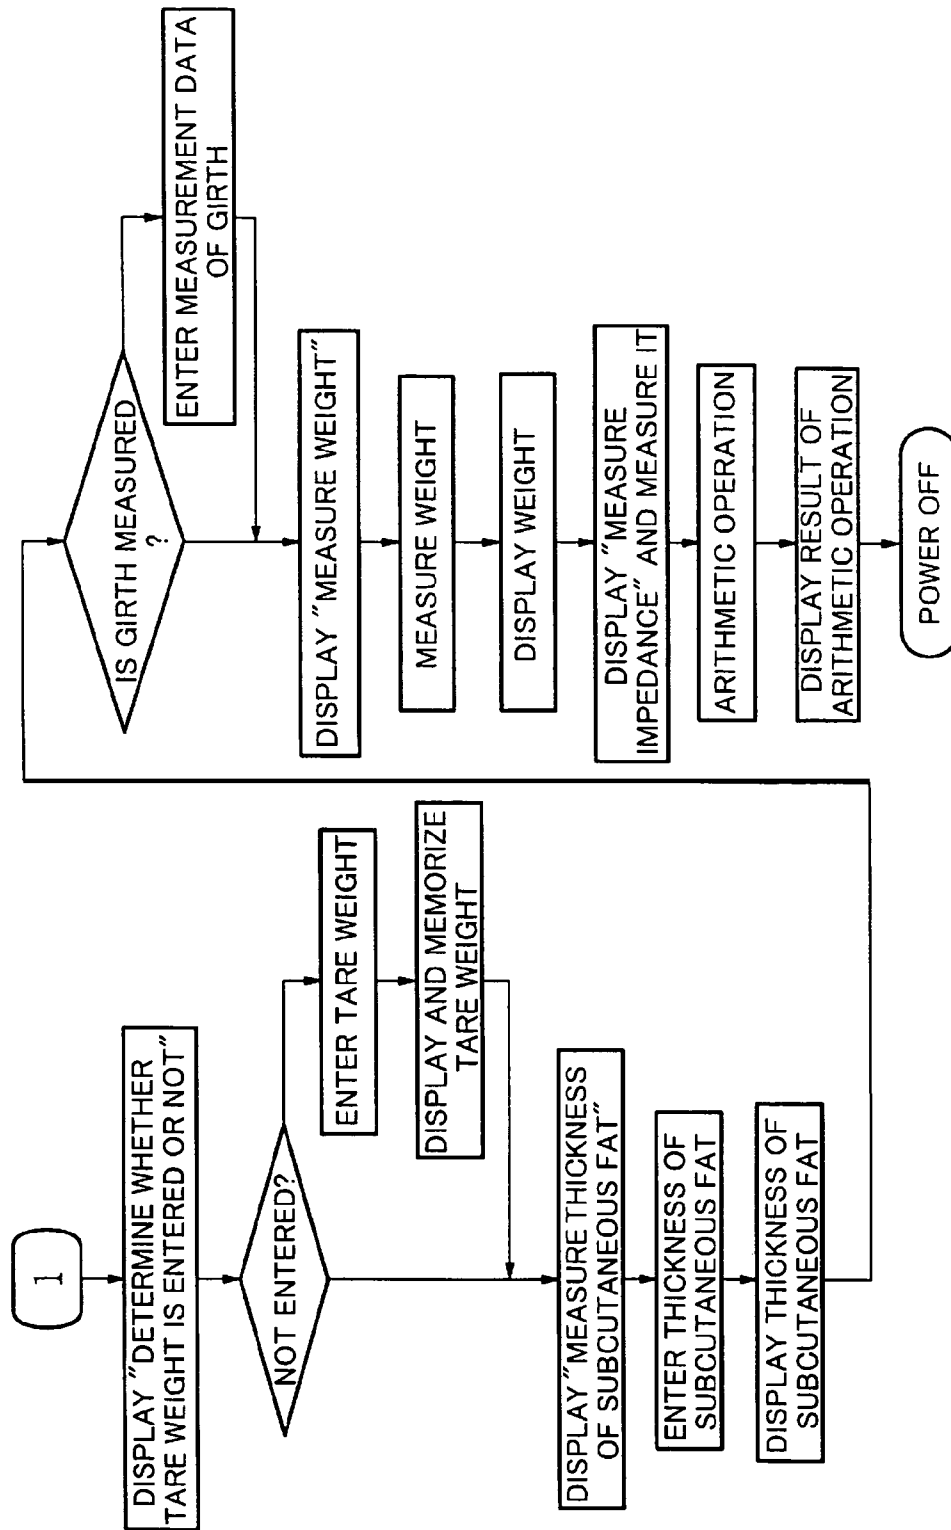 1
DISPLAY "DETERMINE WHETHER
TARE WEIGHT IS ENTERED OR NOT"
NOT ENTERED?
ENTER TARE WEIGHT
DISPLAY AND MEMORIZE
TARE WEIGHT
DISPLAY "MEASURE THICKNESS
OF SUBCUTANEOUS FAT"
ENTER THICKNESS OF
SUBCUTANEOUS FAT
DISPLAY THICKNESS OF
SUBCUTANEOUS FAT
IS GIRTH MEASURED
?
ENTER MEASUREMENT DATA
OF GIRTH
DISPLAY "MEASURE WEIGHT"
MEASURE WEIGHT
DISPLAY WEIGHT
DISPLAY "MEASURE
IMPEDANCE" AND MEASURE IT
ARITHMETIC OPERATION
DISPLAY RESULT OF
ARITHMETIC OPERATION
POWER OFF